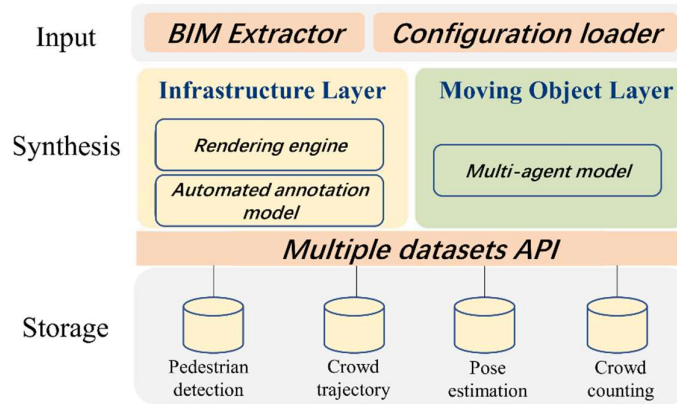 Input
BIM Extractor
Configuration loader
Synthesis
Infrastructure Layer
Rendering engine
Automated annotation
model
Moving Object Layer
Multi-agent model
Multiple datasets API
Storage
Pedestrian
detection
Crowd
trajectory
Pose
estimation
Crowd
counting